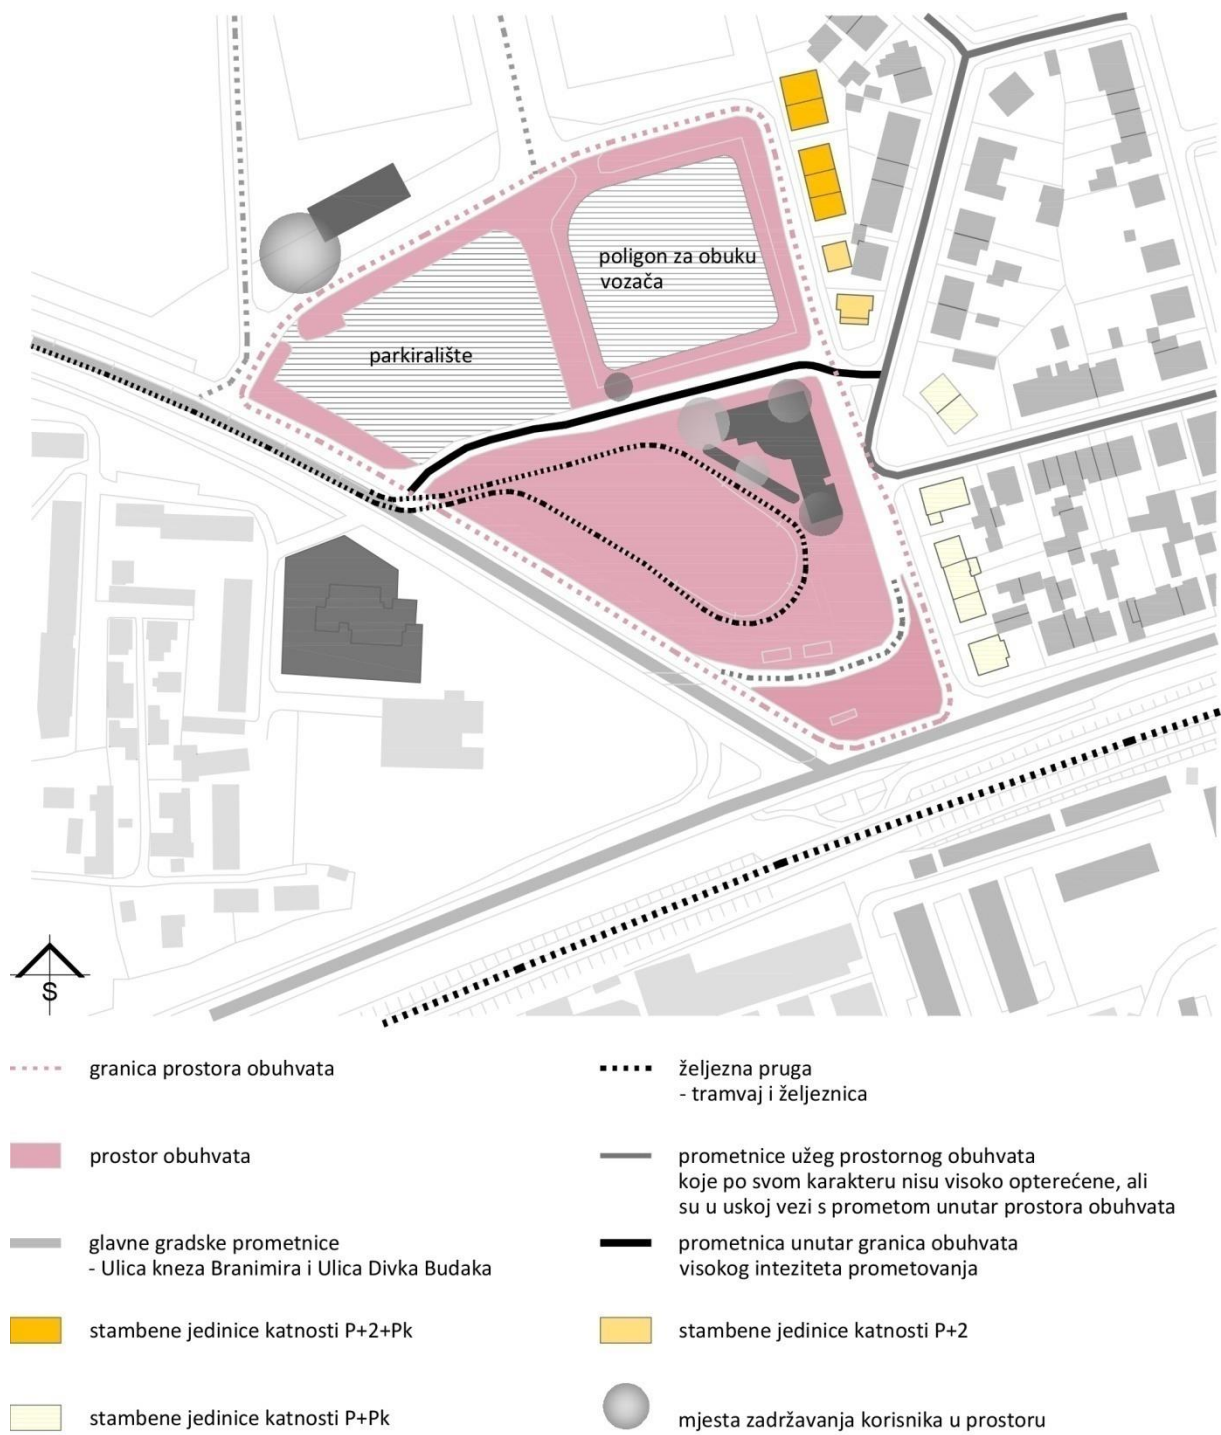 poligon za obuku
vozača
parkiralište
S
granica prostora obuhvata
željezna pruga
- tramvaj i željeznica
prostor obuhvata
prometnice užeg prostornog obuhvata
koje po svom karakteru nisu visoko opterećene, ali
su u uskoj vezi s prometom unutar prostora obuhvata
glavne gradske prometnice
- Ulica kneza Branimira i Ulica Divka Budaka
prometnica unutar granica obuhvata
visokog inteziteta prometovanja
stambene jedinice katnosti P+2+Pk
stambene jedinice katnosti P+2
stambene jedinice katnosti P+Pk
mjesta zadržavanja korisnika u prostoru